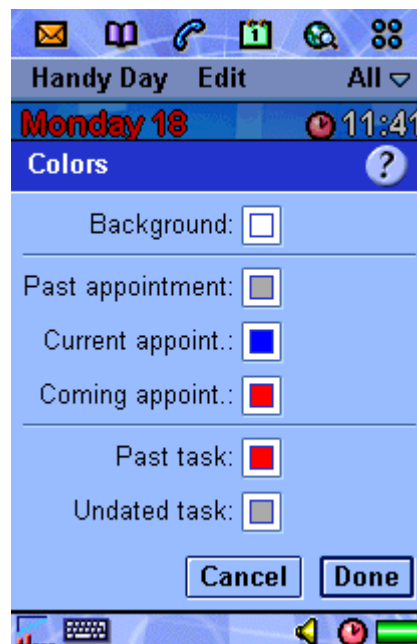 1
Handy Day Edit All
Monday 18 11:41
Colors ?
Background:
Past appointment:
Current appoint.:
Coming appoint.:
Past task:
Undated task:
Cancel Done